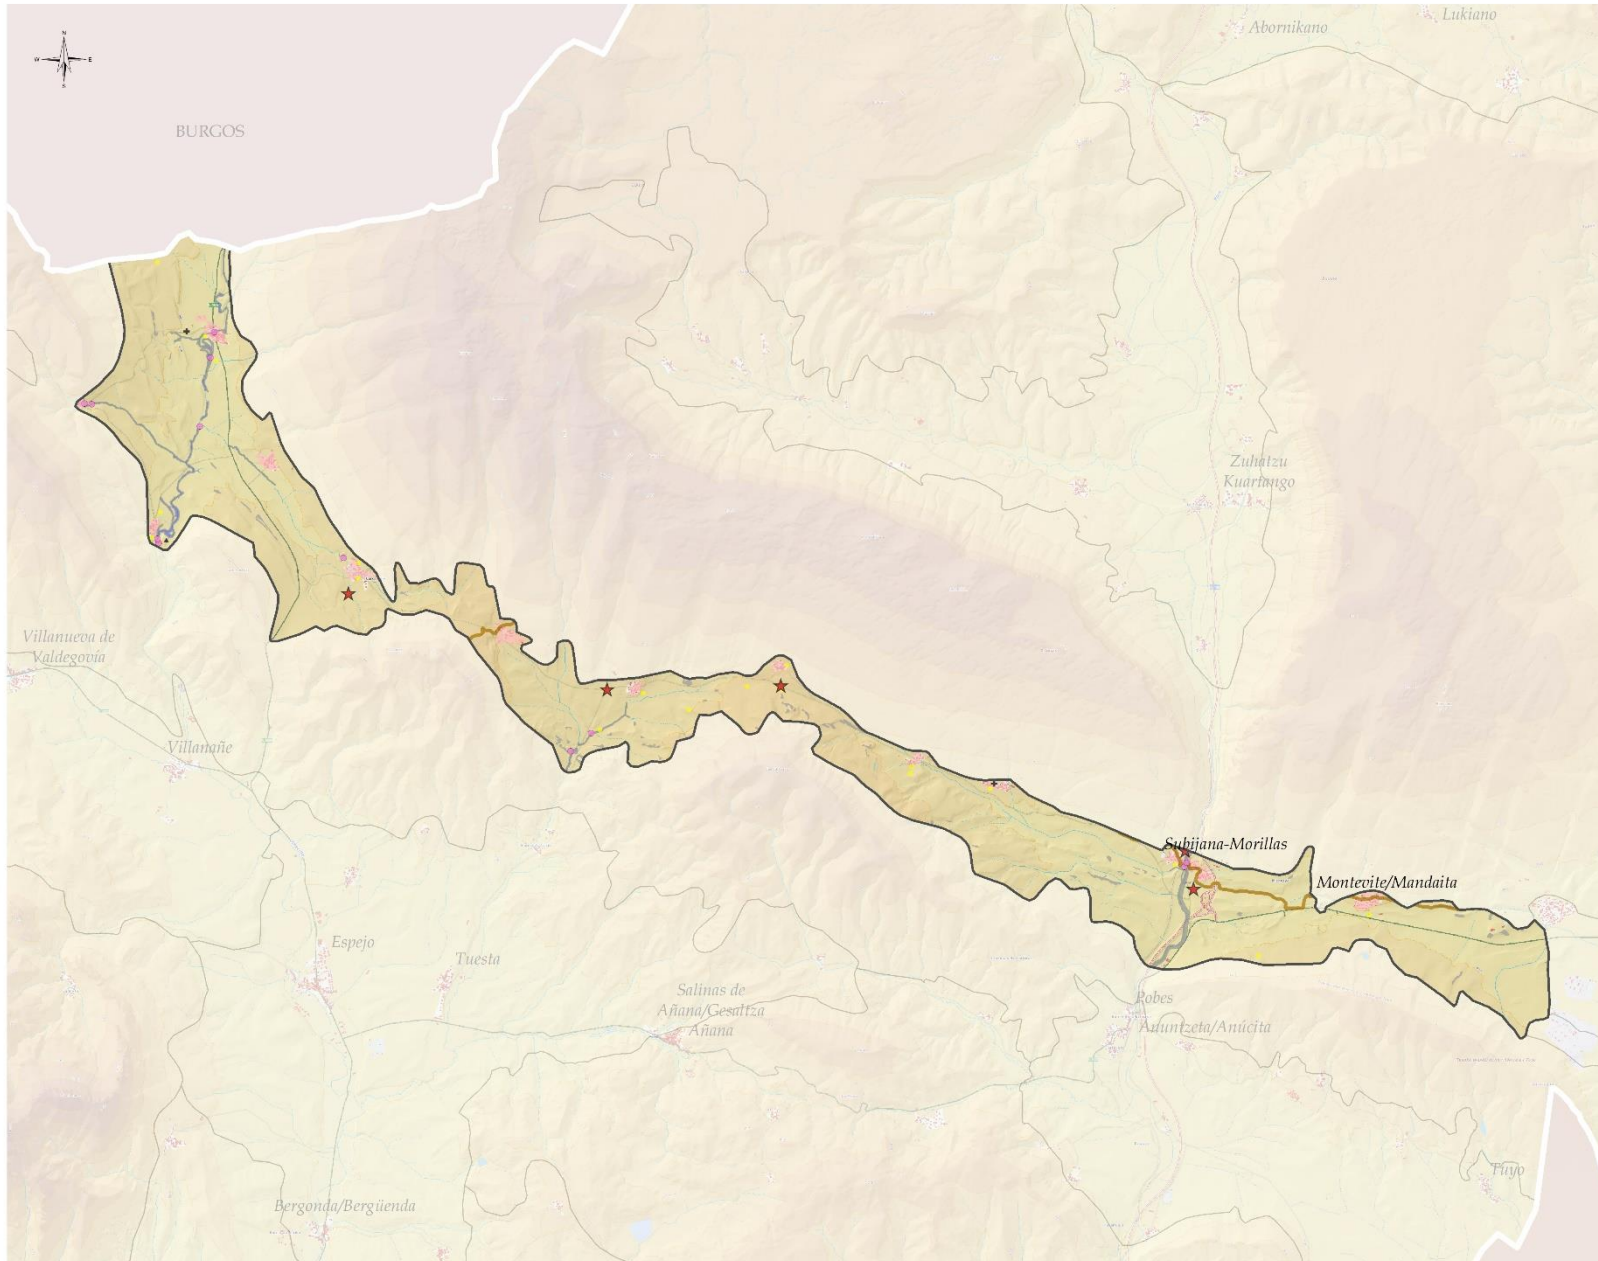 Lukiano
Abornikano
N
W E
S
BURGOS
Zuhatzu
Kuartango
Villanueva de
Valdegovía
Villanañe
Subijana-Morillas
Montevite/Mandaita
Espejo
Tuesta
Salinas de
Añana/Gesaltza
Añana
Pobes
Anuntzeta/Anúcita
Tuyo
Bergonda/Bergüenda